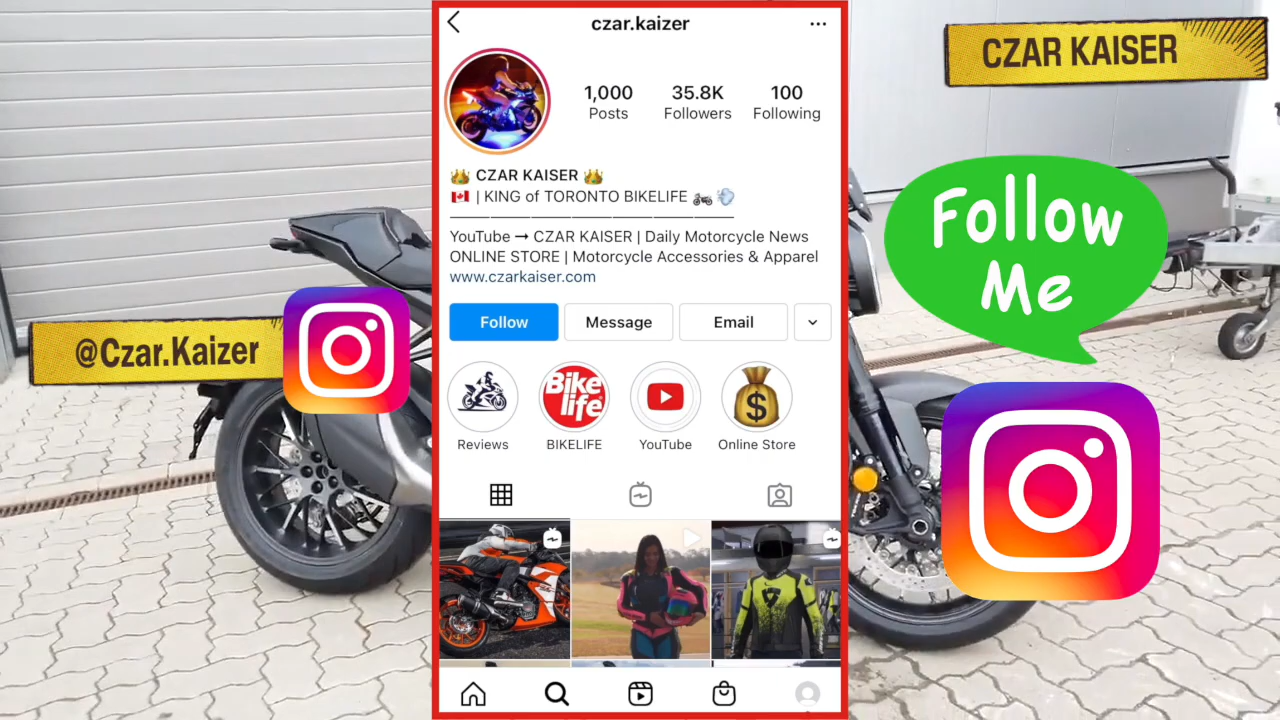 czar.kaizer
1,000
Posts
35.8K
Followers
100
Following
👑 CZAR KAISER 👑
🇨🇦 | KING of TORONTO BIKELIFE 🏍💨
YouTube ➞ CZAR KAISER | Daily Motorcycle News
ONLINE STORE | Motorcycle Accessories & Apparel
www.czarkaiser.com
Follow
Message
Email
Bike
life
$
Reviews
BIKELIFE
YouTube
Online Store
@Czar.Kaizer
CZAR KAISER
Follow
Me